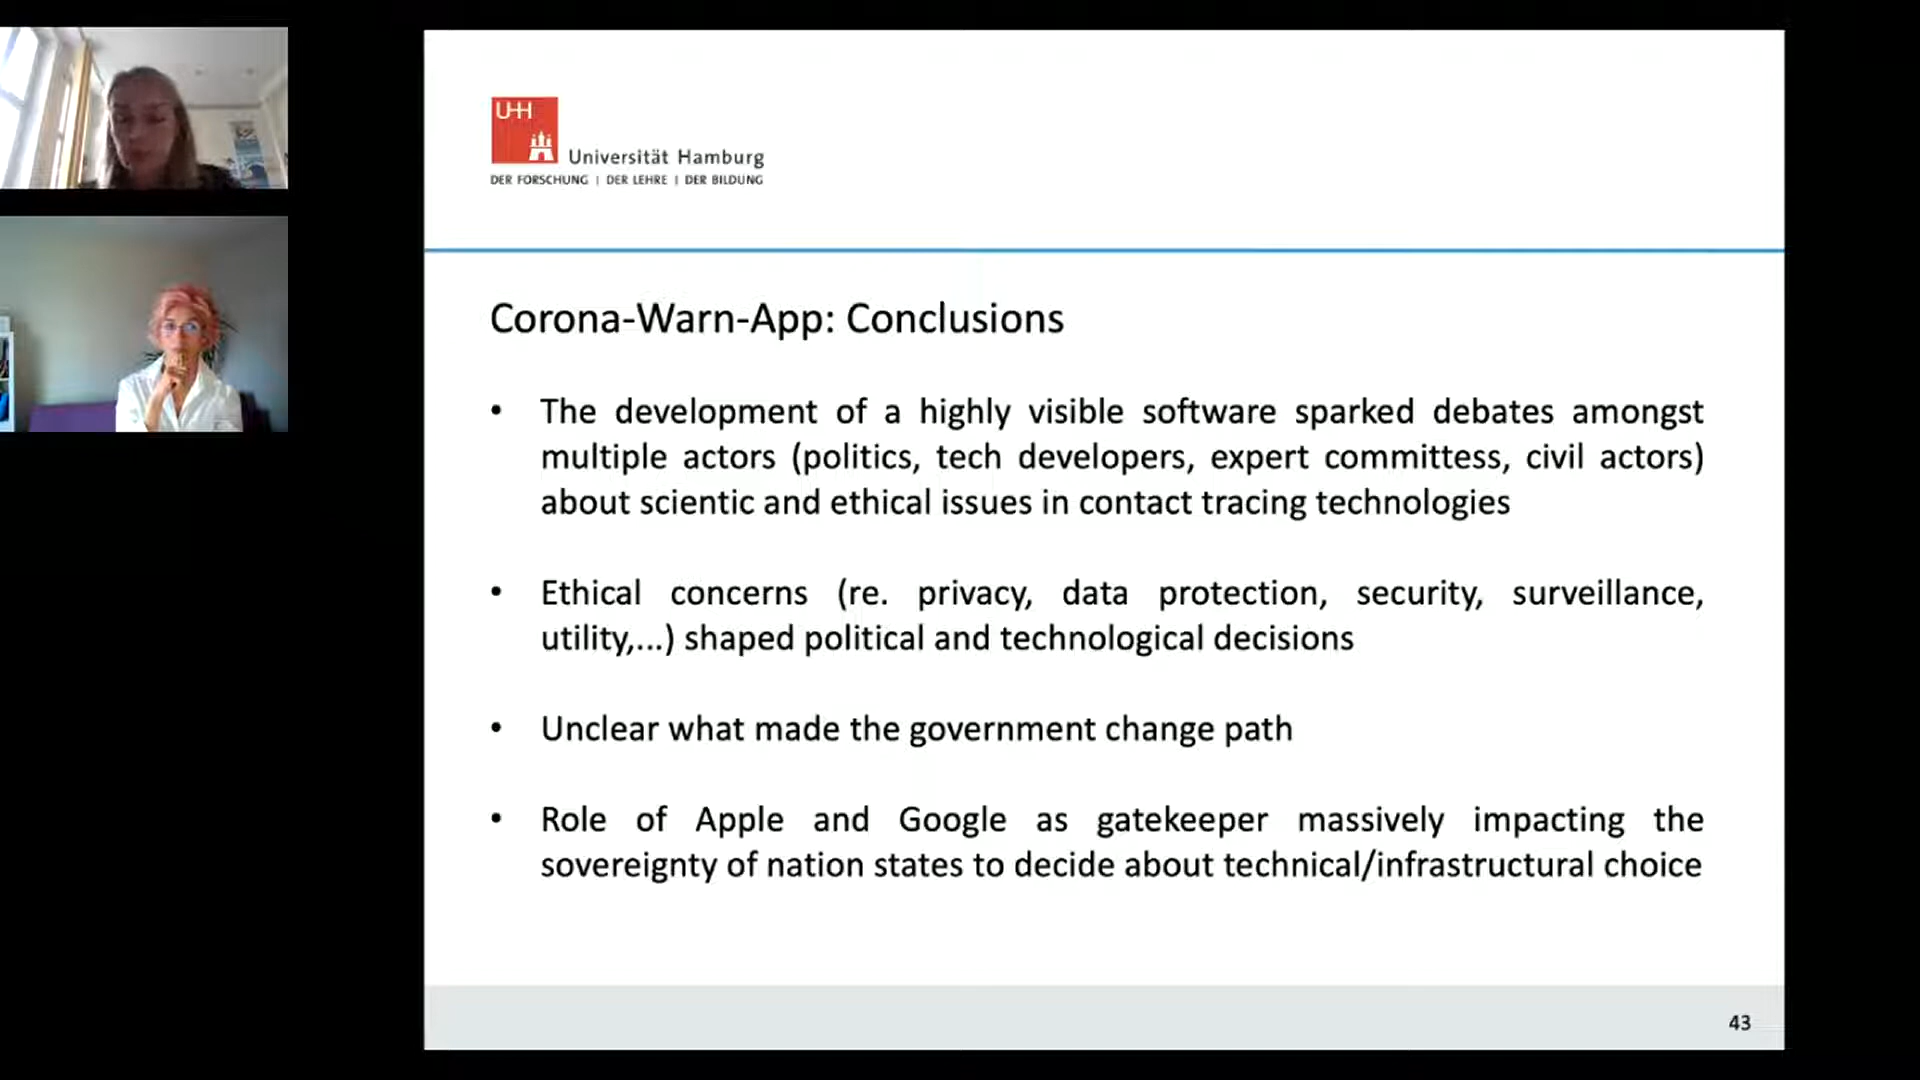 UHH
Universität Hamburg
DER FORSCHUNG | DER LEHRE | DER BILDUNG
Corona-Warn-App: Conclusions
• The development of a highly visible software sparked debates amongst
multiple actors (politics, tech developers, expert committess, civil actors)
about scientic and ethical issues in contact tracing technologies
• Ethical concerns (re. privacy, data protection, security, surveillance,
utility,...) shaped political and technological decisions
• Unclear what made the government change path
• Role of Apple and Google as gatekeeper massively impacting the
sovereignty of nation states to decide about technical/infrastructural choice
43